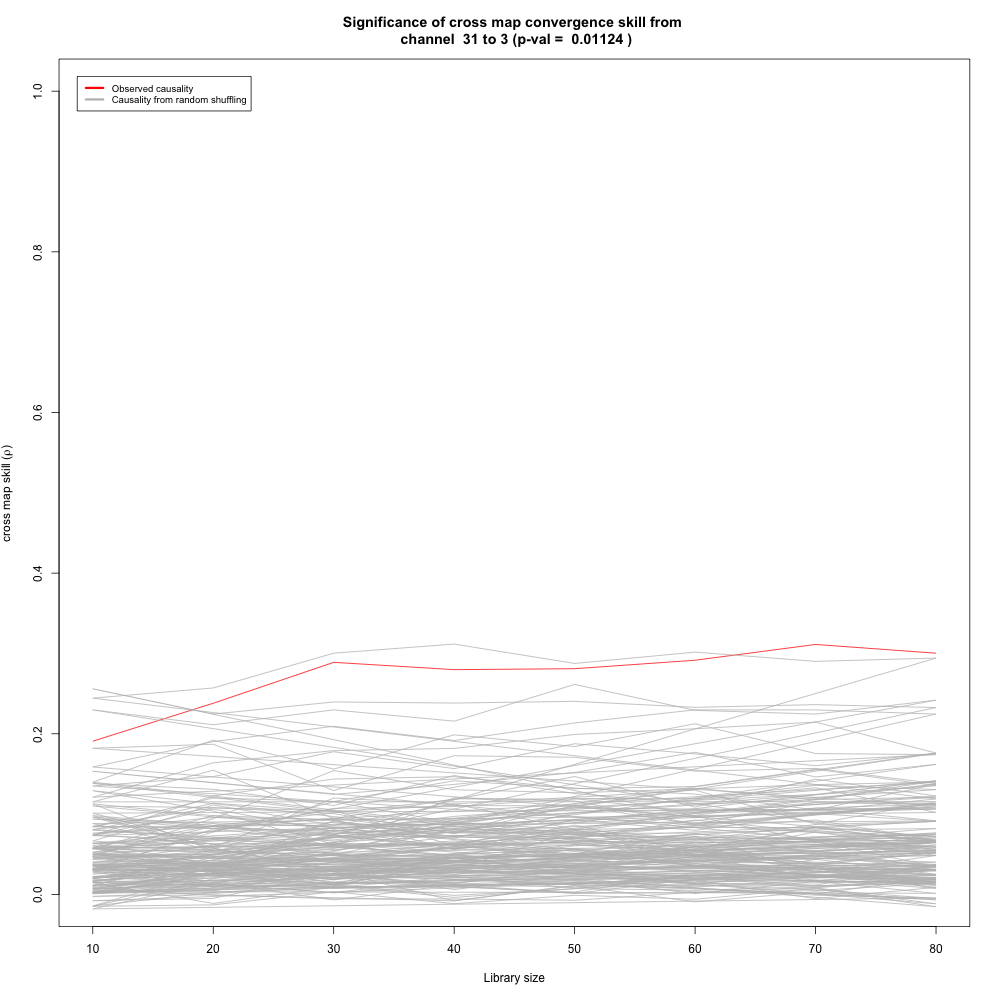 Significance of cross map convergence skill from
channel  31 to 3 (p-val =  0.01124 )
Observed causality
Causality from random shuffling
1.0
0.8
0.6
0.4
0.2
0.0
cross map skill (ρ)
10 20 30 40 50 60 70 80
Library size